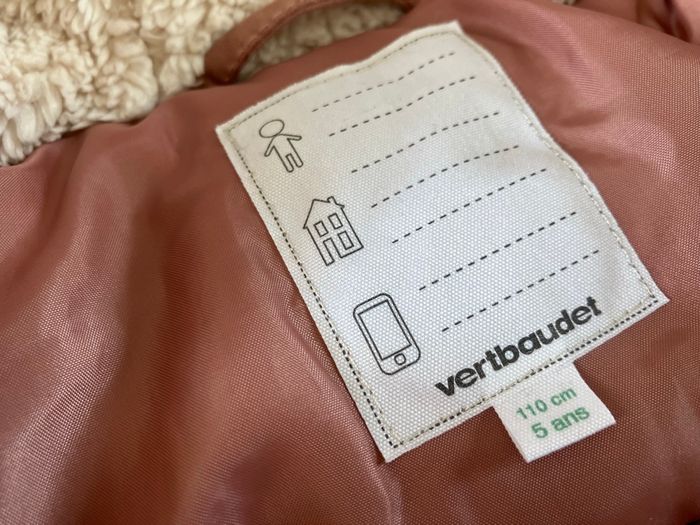 vertbaudet
110 cm
5 ans